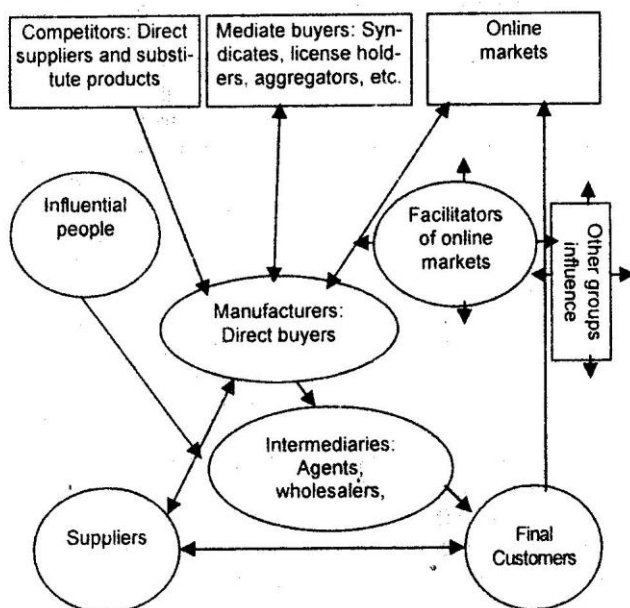 Competitors: Direct
suppliers and substi-
tute products
Mediate buyers: Syn-
dicates, license hold-
ers, aggregators, etc.
Online
markets
Influential
people
Facilitators
of online
markets
Other groups
influence
Manufacturers:
Direct buyers
Intermediaries:
Agents,
wholesalers,
Suppliers
Final
Customers